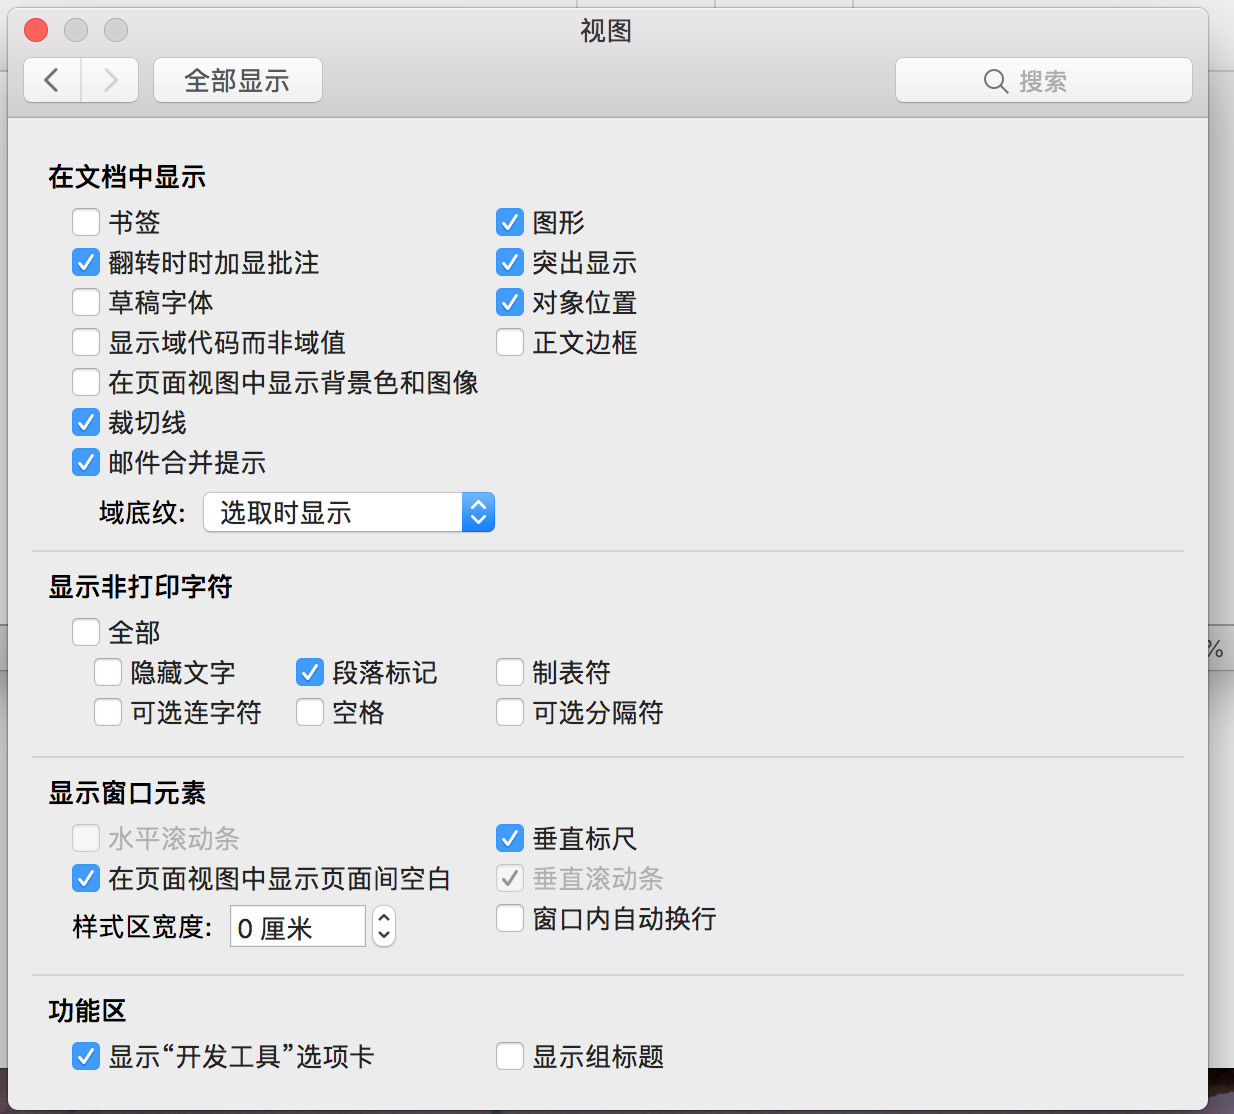 视图
全部显示
搜索
在文档中显示
书签
图形
翻转时时加显批注
突出显示
草稿字体
对象位置
显示域代码而非域值
正文边框
在页面视图中显示背景色和图像
裁切线
邮件合并提示
域底纹: 选取时显示
显示非打印字符
全部
隐藏文字
段落标记
制表符
可选连字符
空格
可选分隔符
%
显示窗口元素
水平滚动条
垂直标尺
在页面视图中显示页面间空白
垂直滚动条
样式区宽度: 0 厘米
窗口内自动换行
功能区
显示“开发工具”选项卡
显示组标题